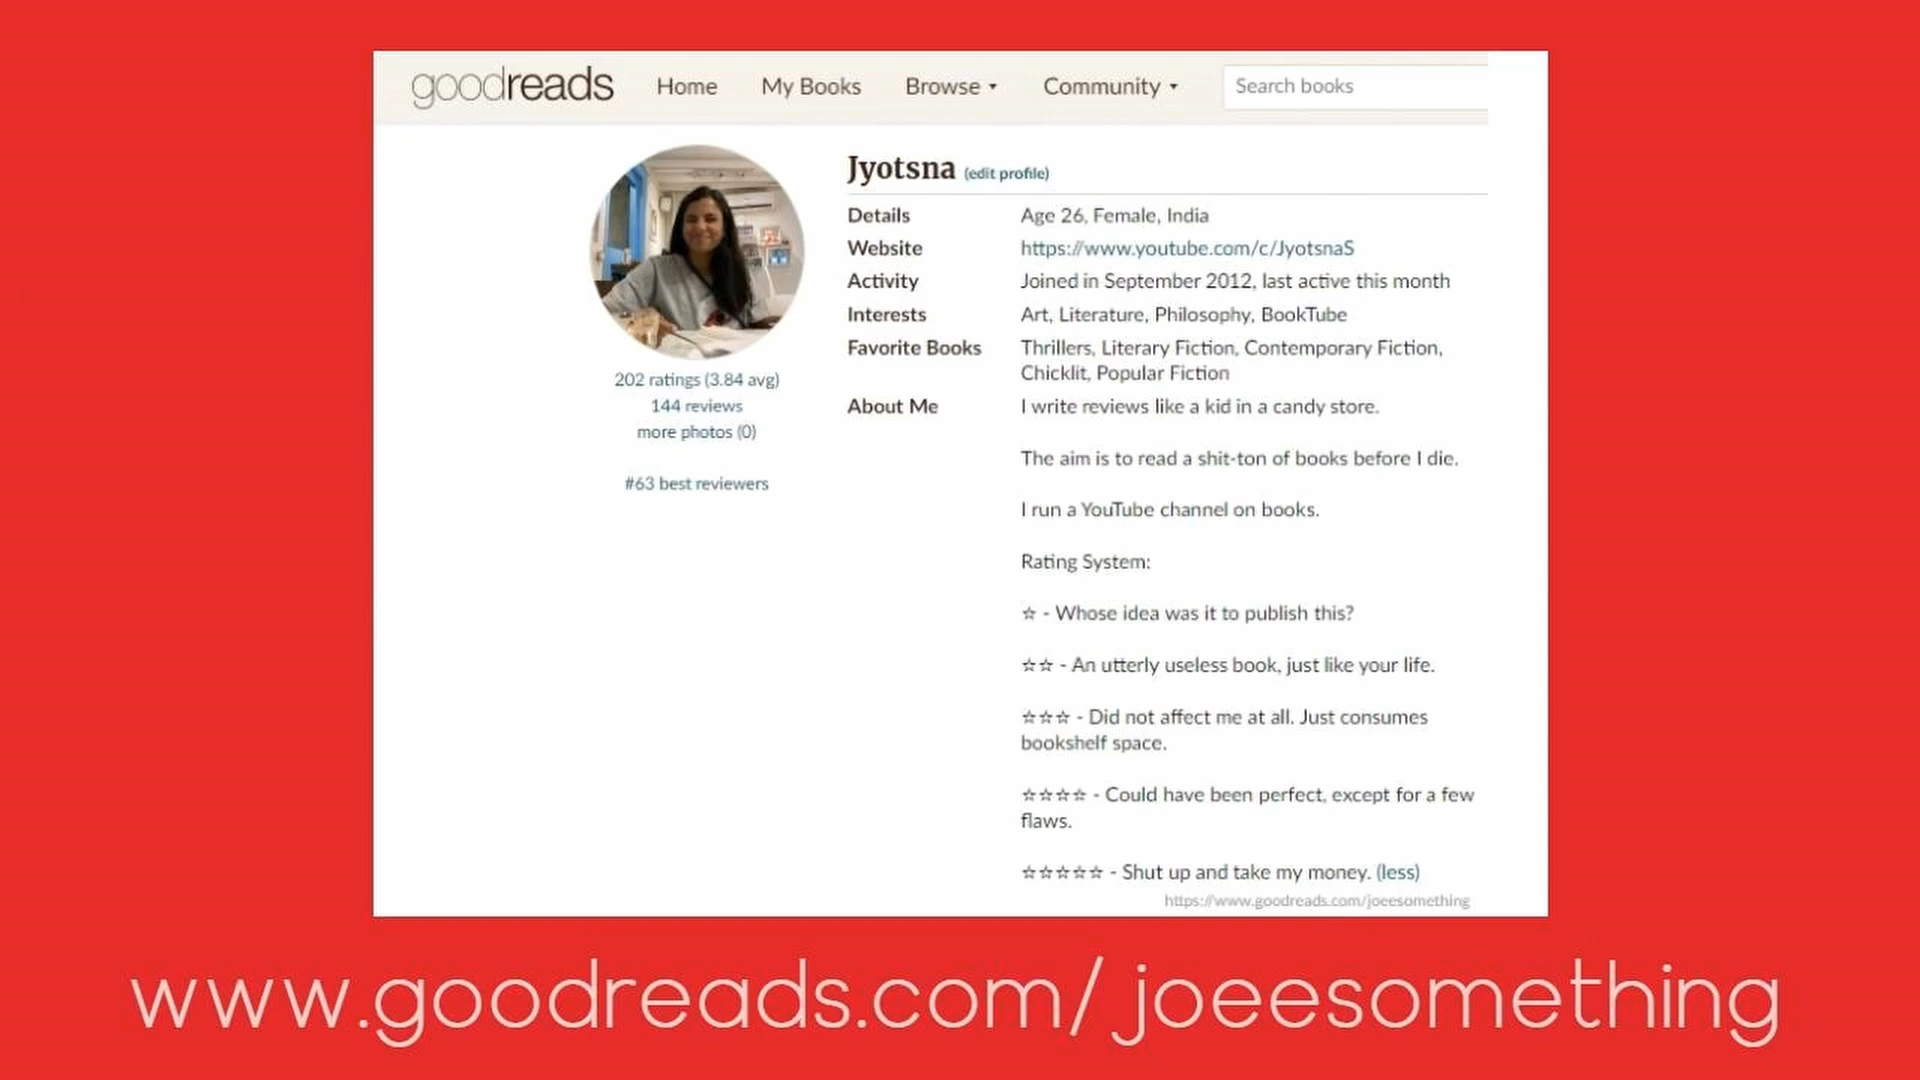 goodreads Home My Books Browse ▾ Community ▾ Search books
Jyotsna (edit profile)
Details Age 26, Female, India
Website https://www.youtube.com/c/JyotsnaS
Activity Joined in September 2012, last active this month
Interests Art, Literature, Philosophy, BookTube
Favorite Books Thrillers, Literary Fiction, Contemporary Fiction,
Chicklit, Popular Fiction
About Me I write reviews like a kid in a candy store.
The aim is to read a shit-ton of books before I die.
I run a YouTube channel on books.
Rating System:
☆ - Whose idea was it to publish this?
☆☆ - An utterly useless book, just like your life.
☆☆☆ - Did not affect me at all. Just consumes
bookshelf space.
☆☆☆☆ - Could have been perfect, except for a few
flaws.
☆☆☆☆☆ - Shut up and take my money. (less)
202 ratings (3.84 avg)
144 reviews
more photos (0)
#63 best reviewers
https://www.goodreads.com/joeesomething
www.goodreads.com/joeesomething